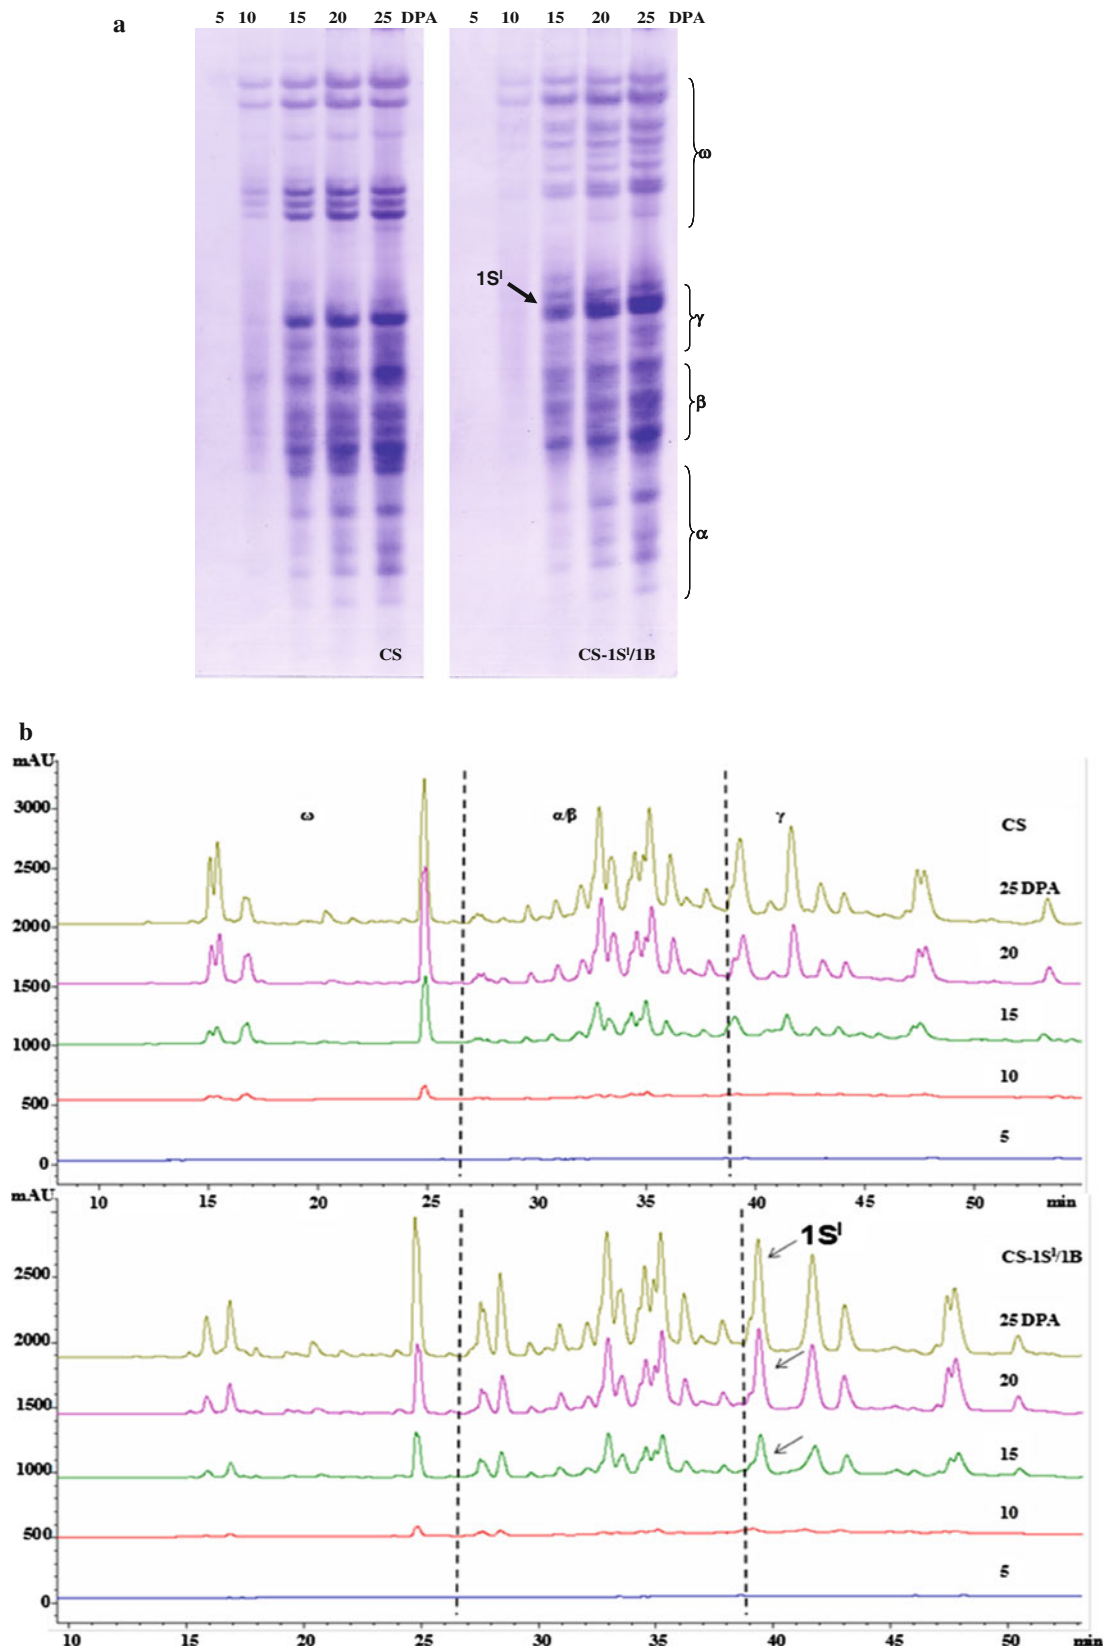 a
5 10 15 20 25 DPA 5 10 15 20 25 DPA
ω
1Sˡ
γ
β
α
CS CS-1Sˡ/1B
b
mAU
ω α/β γ CS
3000
2500 25 DPA
2000 20
1500 15
1000 10
500 5
0
10 15 20 25 30 35 40 45 50 min
mAU
1Sˡ CS-1Sˡ/1B
2500 25 DPA
2000 20
1500 15
1000 10
500 5
0
10 15 20 25 30 35 40 45 50 min